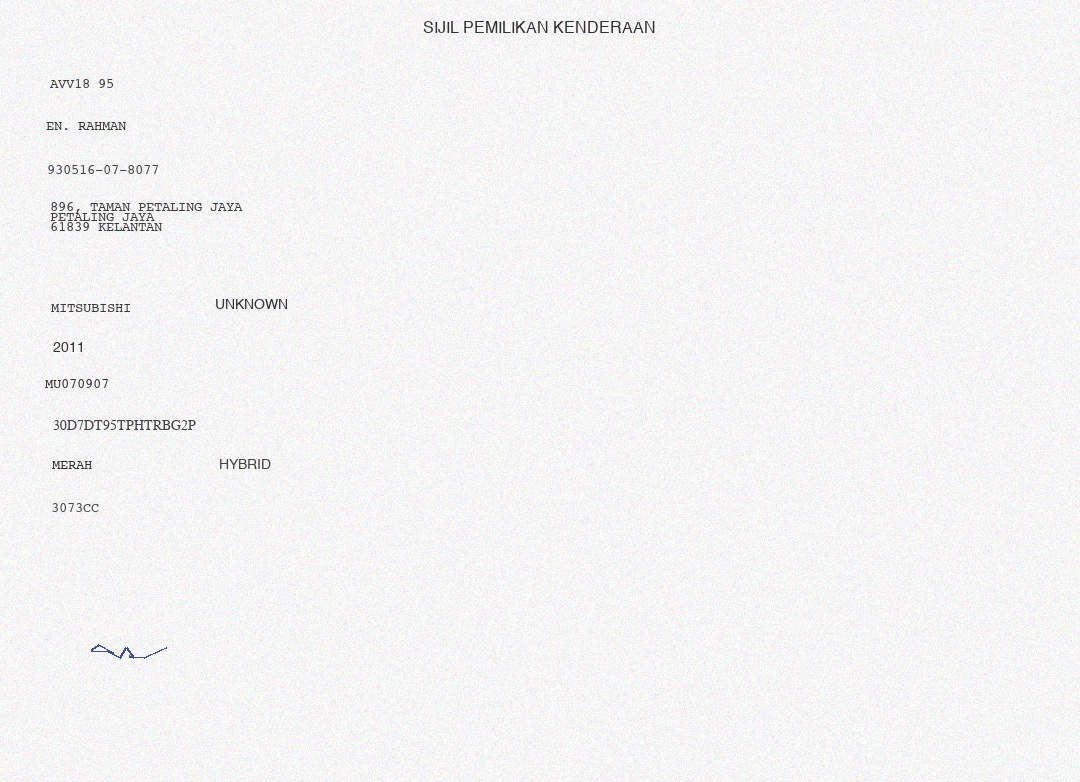 SIJIL PEMILIKAN KENDERAAN
AVV18 95
EN. RAHMAN
930516-07-8077
896, TAMAN PETALING JAYA
PETALING JAYA
61839 KELANTAN
MITSUBISHI UNKNOWN
2011
MU070907
30D7DT95TPHTRBG2P
MERAH HYBRID
3073CC